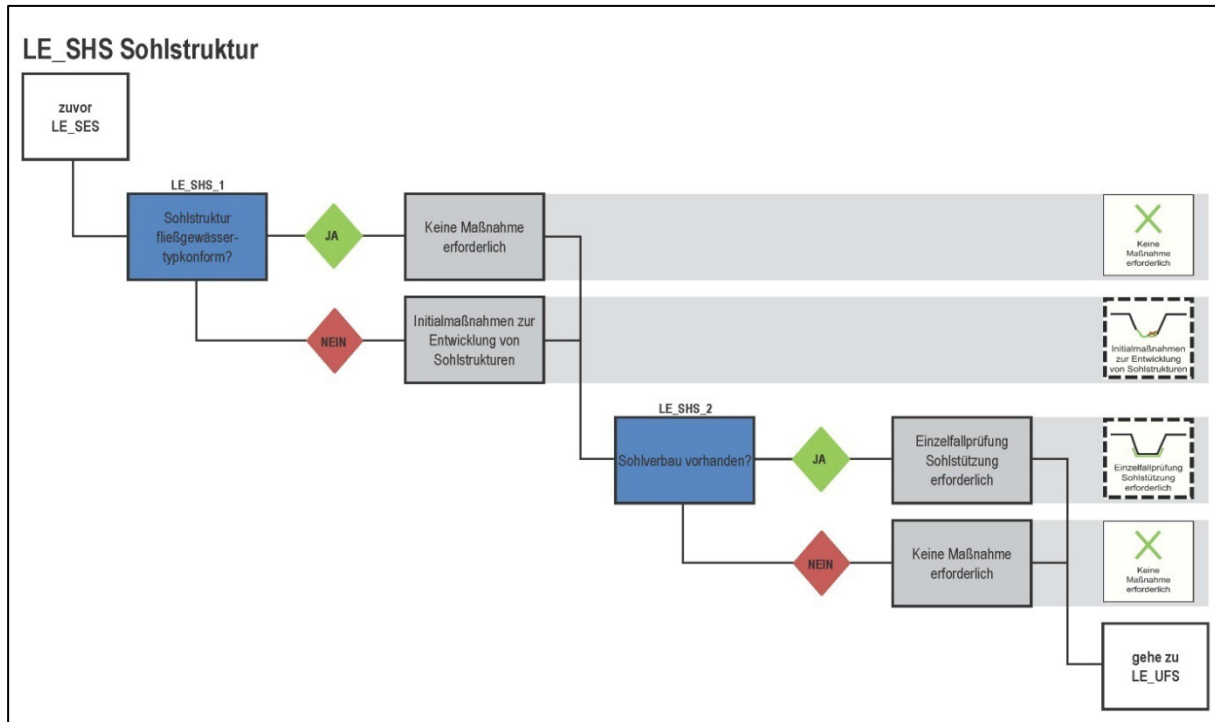 LE_SHS Sohlstruktur
zuvor
LE_SES
LE_SHS_1
Sohlstruktur
fließgewässer-
typkonform?
JA
Keine Maßnahme
erforderlich
Keine
Maßnahme
erforderlich
NEIN
Initialmaßnahmen zur
Entwicklung von
Sohlstrukturen
Initialmaßnahmen
zur Entwicklung
von Sohlstrukturen
LE_SHS_2
Sohlverbau vorhanden?
JA
Einzelfallprüfung
Sohlstützung
erforderlich
Einzelfallprüfung
Sohlstützung
erforderlich
NEIN
Keine Maßnahme
erforderlich
Keine
Maßnahme
erforderlich
gehe zu
LE_UFS